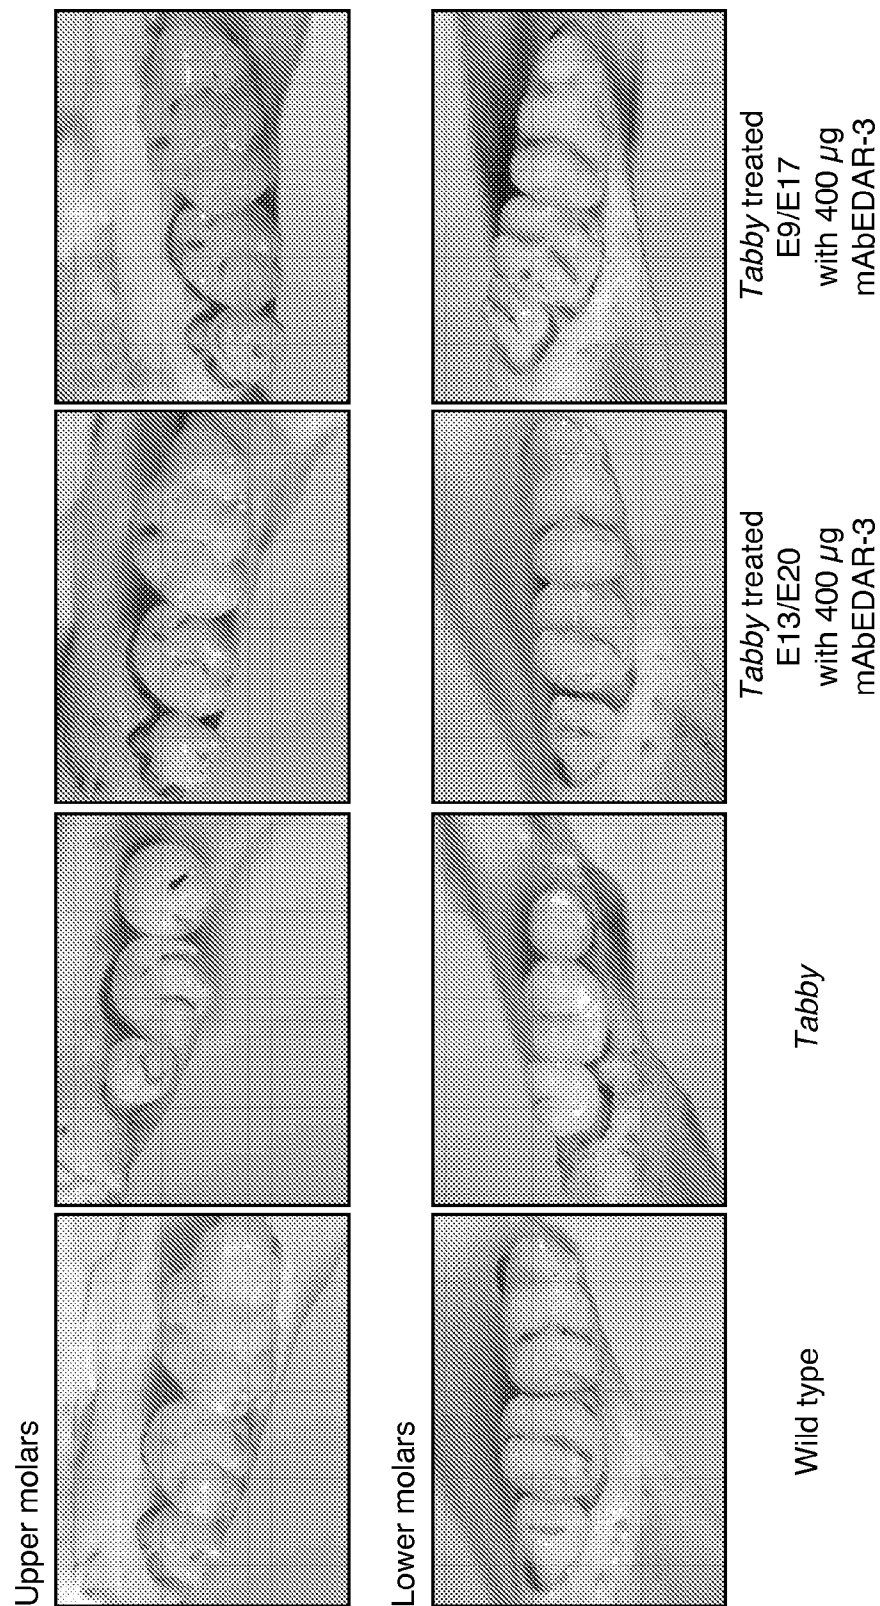 Upper molars
Lower molars
Wild type
Tabby
Tabby treated
E13/E20
with 400 µg
mAbEDAR-3
Tabby treated
E9/E17
with 400 µg
mAbEDAR-3